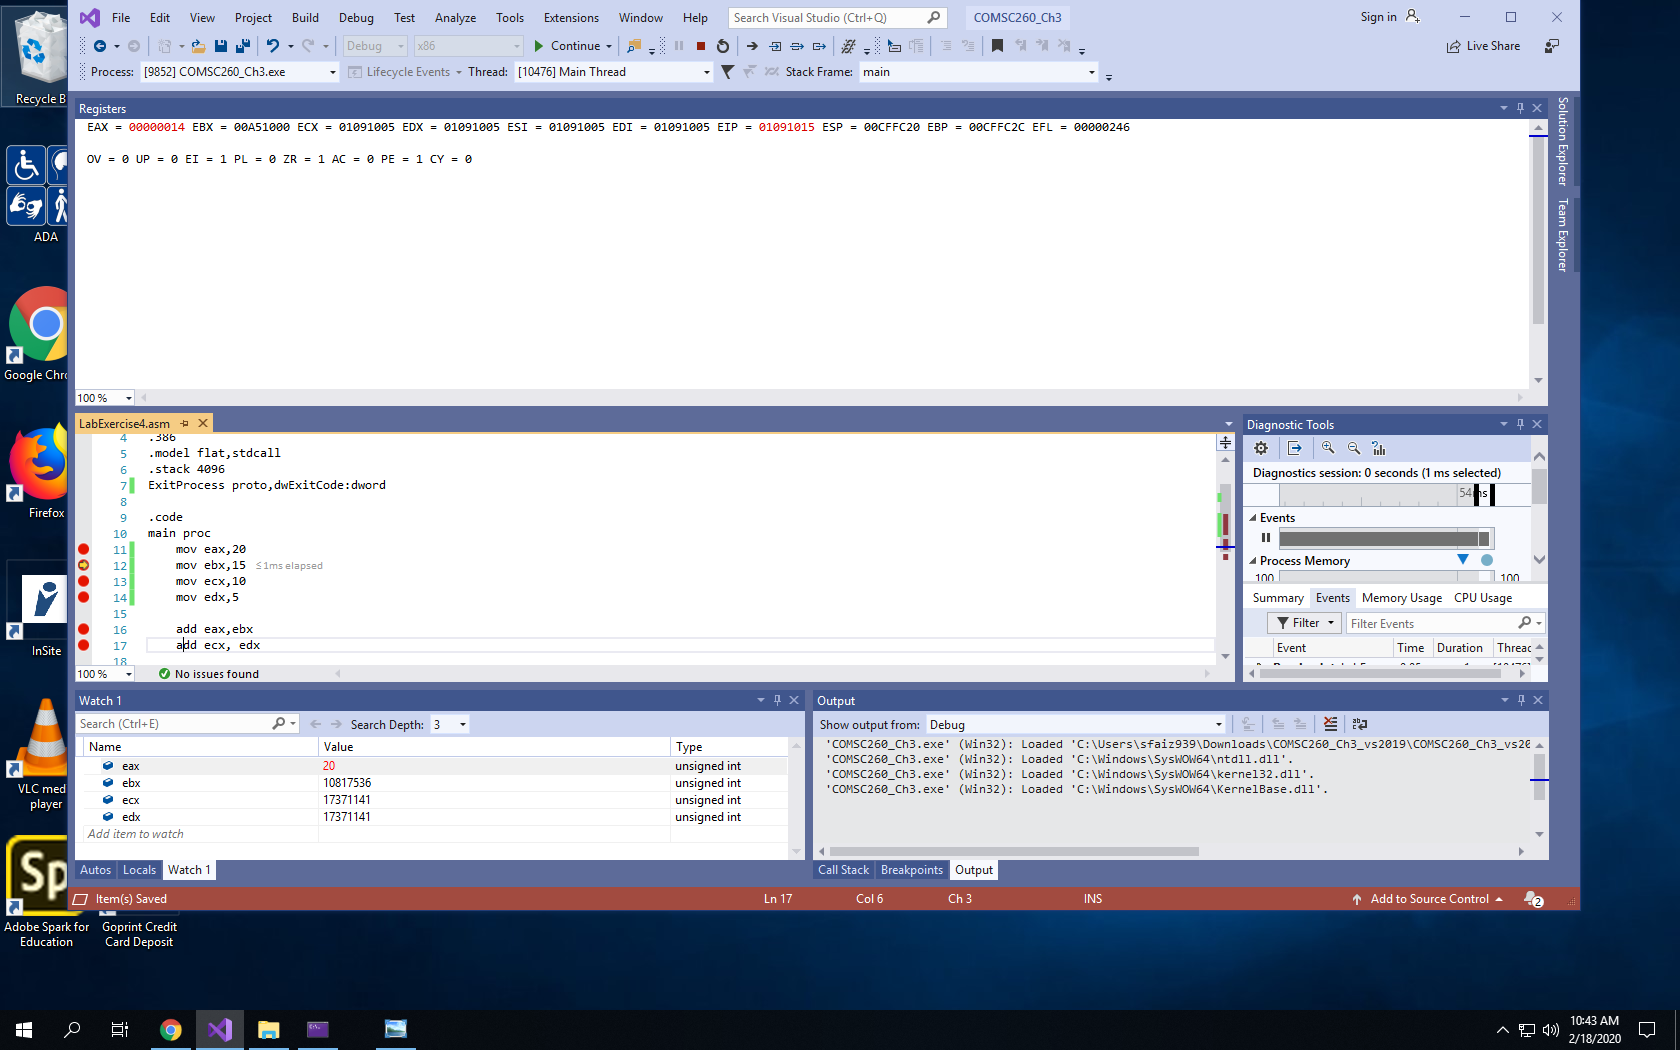 Recycle B
ADA
Google Chro
Firefox
InSite
VLC med
player
Sp
Adobe Spark for
Education
Goprint Credit
Card Deposit
File Edit View Project Build Debug Test Analyze Tools Extensions Window Help Search Visual Studio (Ctrl+Q) COMSC260_Ch3 Sign in
Debug x86 Continue Live Share
Process: [9852] COMSC260_Ch3.exe Lifecycle Events Thread: [10476] Main Thread Stack Frame: main
Registers
EAX = 00000014 EBX = 00A51000 ECX = 01091005 EDX = 01091005 ESI = 01091005 EDI = 01091005 EIP = 01091015 ESP = 00CFFC20 EBP = 00CFFC2C EFL = 00000246
OV = 0 UP = 0 EI = 1 PL = 0 ZR = 1 AC = 0 PE = 1 CY = 0
100 %
Solution Explorer
Team Explorer
LabExercise4.asm
4 .386
5 .model flat,stdcall
6 .stack 4096
7 ExitProcess proto,dwExitCode:dword
8
9 .code
10 main proc
11 mov eax,20
12 mov ebx,15 ≤1ms elapsed
13 mov ecx,10
14 mov edx,5
15
16 add eax,ebx
17 add ecx, edx
18
100 % No issues found
Diagnostic Tools
Diagnostics session: 0 seconds (1 ms selected)
54ms
Events
Process Memory
100 100
Summary Events Memory Usage CPU Usage
Filter Filter Events
Event Time Duration Threac
Watch 1
Search (Ctrl+E) Search Depth: 3
Name Value Type
eax 20 unsigned int
ebx 10817536 unsigned int
ecx 17371141 unsigned int
edx 17371141 unsigned int
Add item to watch
Autos Locals Watch 1
Output
Show output from: Debug
'COMSC260_Ch3.exe' (Win32): Loaded 'C:\Users\sfaiz939\Downloads\COMSC260_Ch3_vs2019\COMSC260_Ch3_vs20
'COMSC260_Ch3.exe' (Win32): Loaded 'C:\Windows\SysWOW64\ntdll.dll'.
'COMSC260_Ch3.exe' (Win32): Loaded 'C:\Windows\SysWOW64\kernel32.dll'.
'COMSC260_Ch3.exe' (Win32): Loaded 'C:\Windows\SysWOW64\KernelBase.dll'.
Call Stack Breakpoints Output
Item(s) Saved Ln 17 Col 6 Ch 3 INS Add to Source Control 2
10:43 AM
2/18/2020